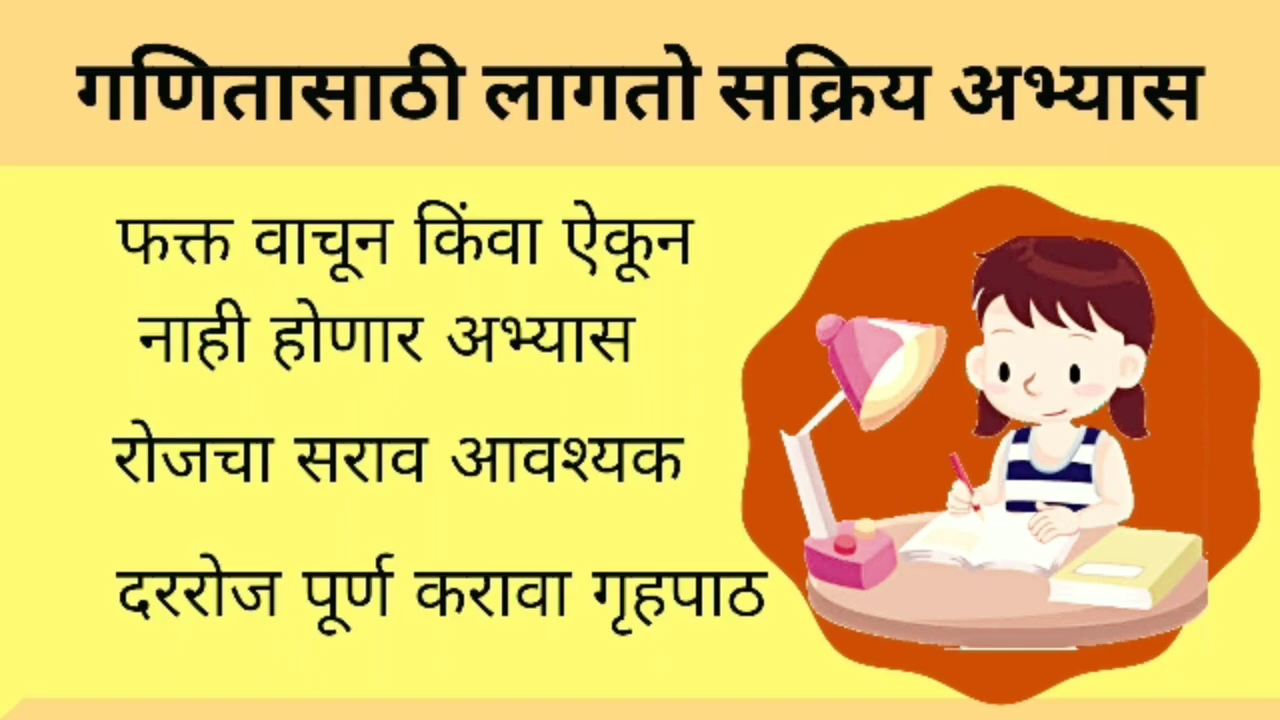 गणितासाठी लागतो सक्रिय अभ्यास
फक्त वाचून किंवा ऐकून
नाही होणार अभ्यास
रोजचा सराव आवश्यक
दररोज पूर्ण करावा गृहपाठ